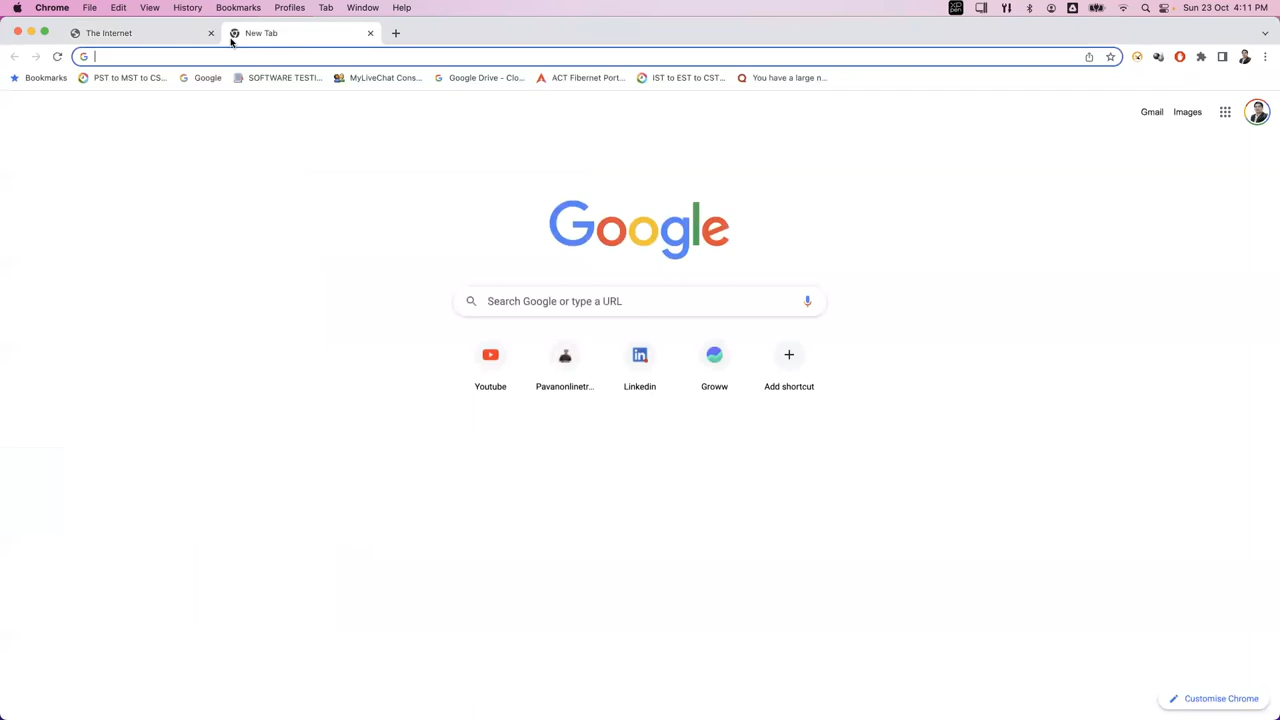 Chrome File Edit View History Bookmarks Profiles Tab Window Help
XPPEN
Sun 23 Oct 4:11 PM
The Internet
New Tab
Bookmarks
PST to MST to CS...
Google
SOFTWARE TESTI...
MyLiveChat Cons...
Google Drive - Clo...
ACT Fibernet Port...
IST to EST to CST...
You have a large n...
Gmail
Images
Google
Search Google or type a URL
Youtube
Pavanonlinetr...
Linkedin
Groww
Add shortcut
Customise Chrome